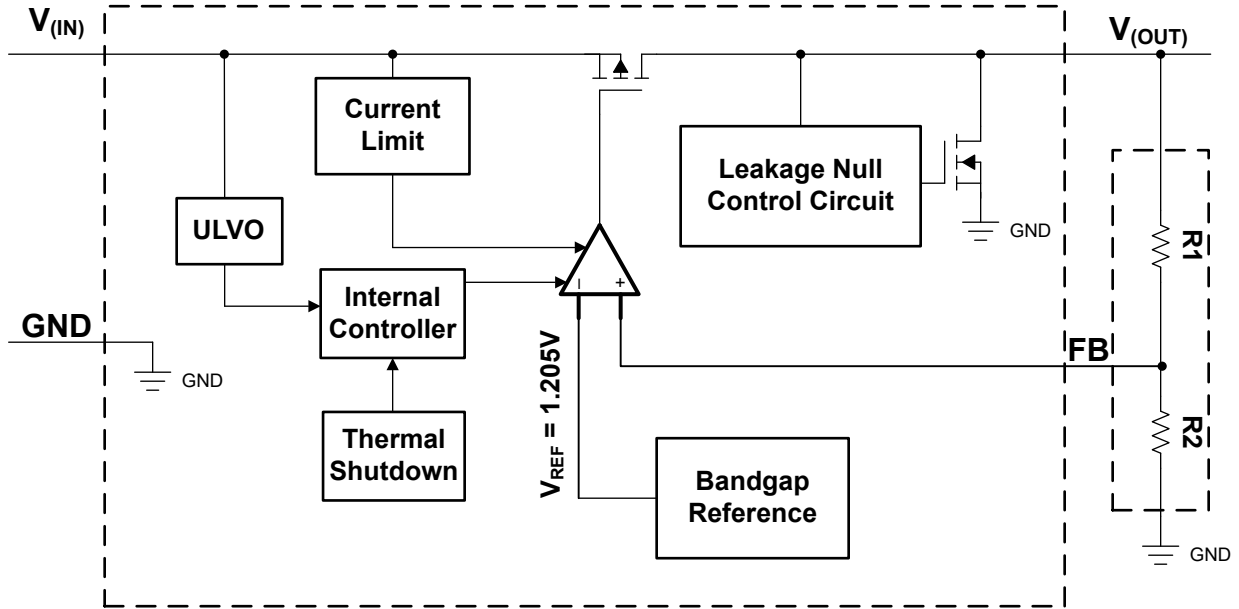 V(IN)
V(OUT)
Current
Limit
Leakage Null
Control Circuit
ULVO
GND
R1
Internal
Controller
− +
GND
FB
GND
VREF = 1.205V
R2
Thermal
Shutdown
Bandgap
Reference
GND